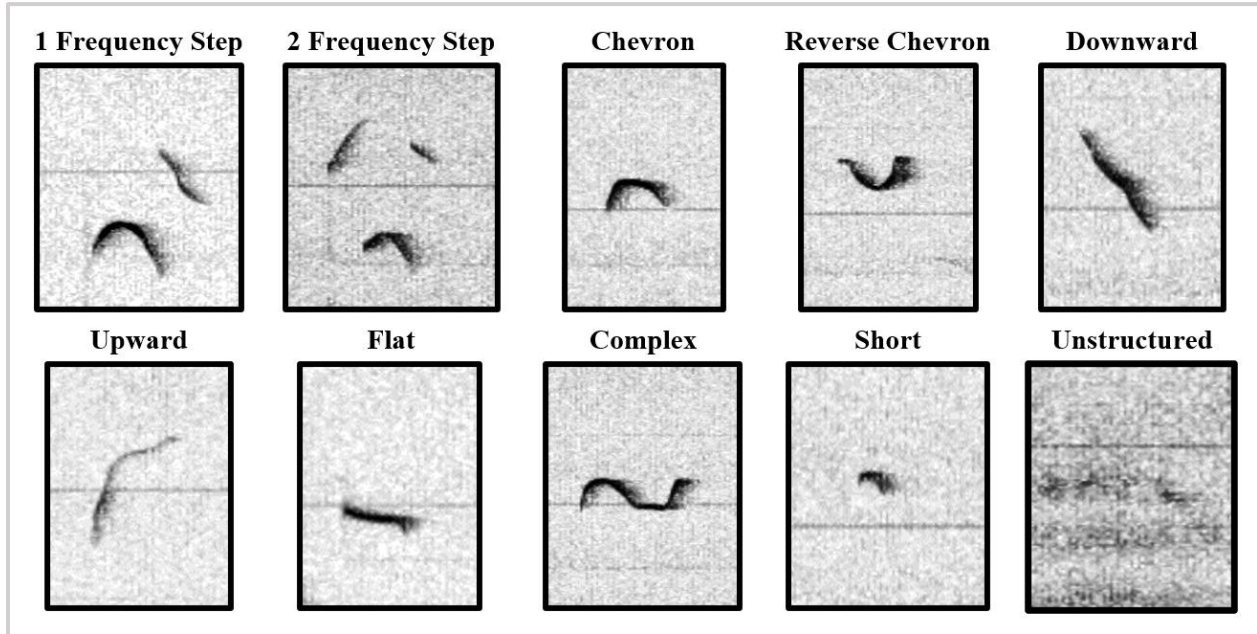 1 Frequency Step 2 Frequency Step Chevron Reverse Chevron Downward
Upward Flat Complex Short Unstructured